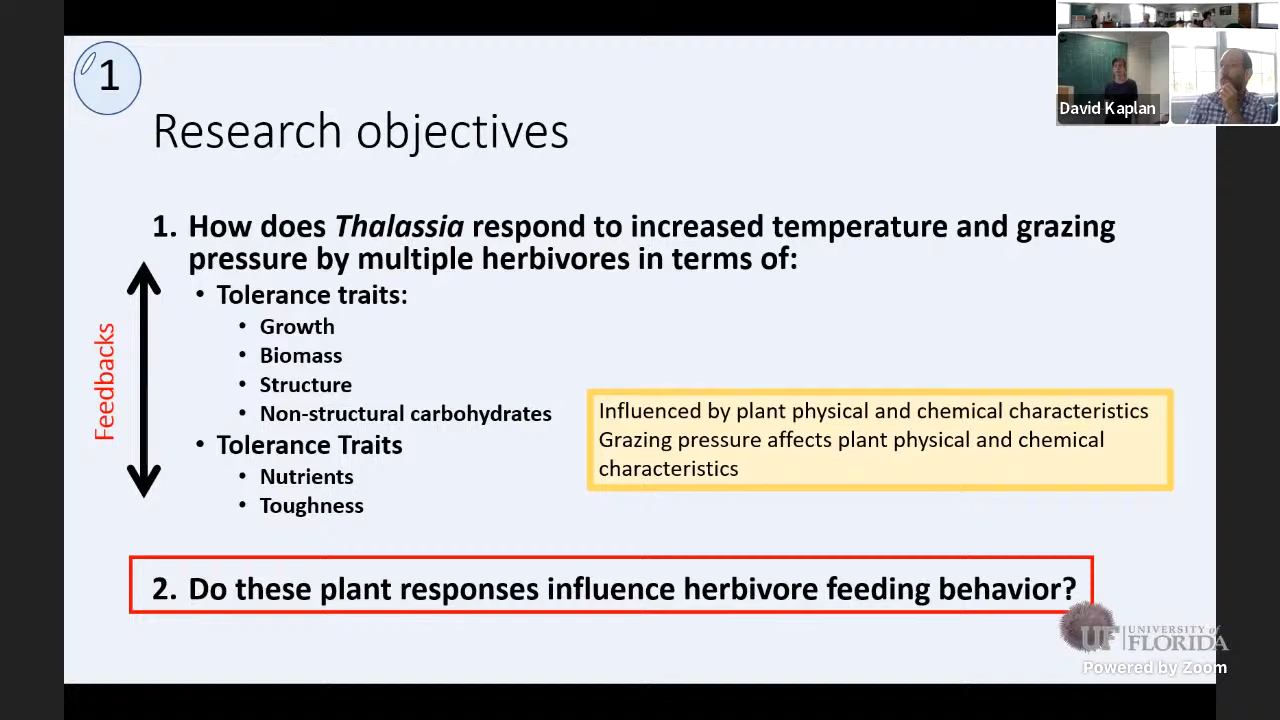 1
David Kaplan
Research objectives
1. How does Thalassia respond to increased temperature and grazing
pressure by multiple herbivores in terms of:
• Tolerance traits:
• Growth
• Biomass
• Structure
• Non-structural carbohydrates
• Tolerance Traits
• Nutrients
• Toughness
Feedbacks
Influenced by plant physical and chemical characteristics
Grazing pressure affects plant physical and chemical
characteristics
2. Do these plant responses influence herbivore feeding behavior?
UF UNIVERSITY of
FLORIDA
Powered by Zoom